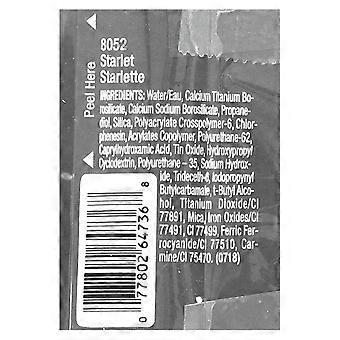 Peel Here
8052
Starlet
Starlette
INGREDIENTS: Water/Eau, Calcium Titanium Bo-
rosilicate, Calcium Sodium Borosilicate, Propane-
diol, Silica, Polyacrylate Crosspolymer-6, Chlor-
phenesin, Acrylates Copolymer, Polyurethane-62,
Caprylhydroxamic Acid, Tin Oxide, Hydroxypropyl
Cyclodextrin, Polyurethane - 35, Sodium Hydrox-
ide, Trideceth-6, Iodopropynyl
Butylcarbamate, t-Butyl Alco-
hol, Titanium Dioxide/CI
77891, Mica, Iron Oxides/CI
77491, CI 77499, Ferric Fer-
rocyanide/CI 77510, Car-
mine/CI 75470. (0718)
0 77802 64736 8